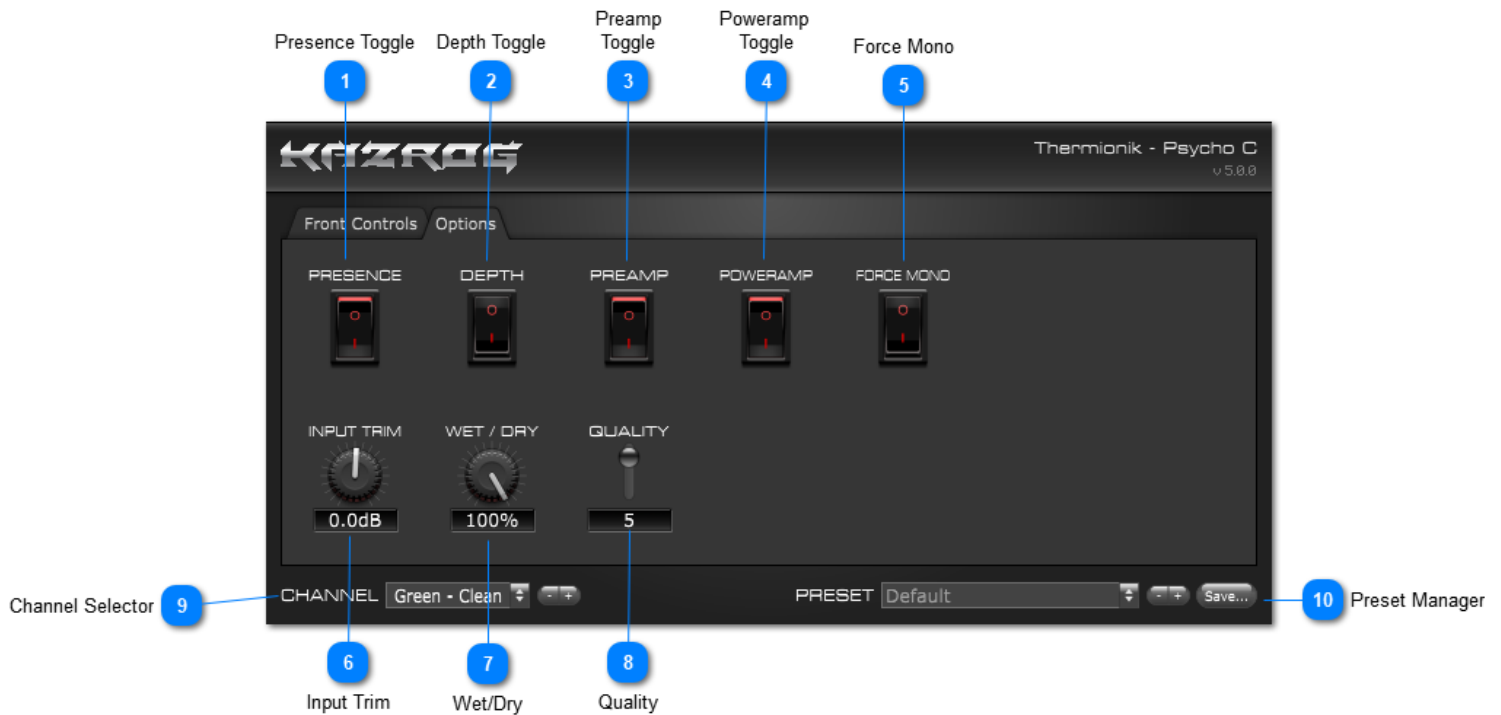 Presence Toggle
Depth Toggle
Preamp
Toggle
Poweramp
Toggle
Force Mono
1
2
3
4
5
KAZROG
Thermionik - Psycho C
v 5.0.0
Front Controls
Options
PRESENCE
DEPTH
PREAMP
POWERAMP
FORCE MONO
INPUT TRIM
WET / DRY
QUALITY
0.0dB
100%
5
Channel Selector
9
CHANNEL
Green - Clean
- +
PRESET
Default
- +
Save...
10
Preset Manager
6
7
8
Input Trim
Wet/Dry
Quality